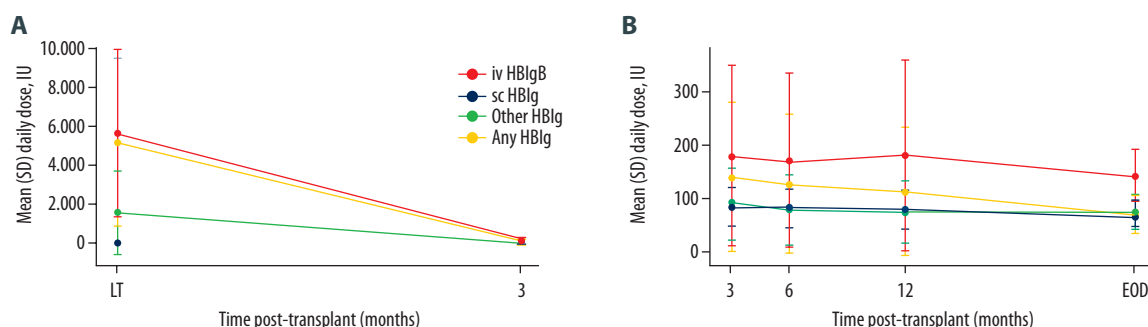 A
Mean (SD) daily dose, IU
10.000
8.000
6.000
4.000
2.000
0
LT
3
Time post-transplant (months)
iv HBIgB
sc HBIg
Other HBIg
Any HBIg
B
Mean (SD) daily dose, IU
300
200
100
0
3
6
12
EOD
Time post-transplant (months)